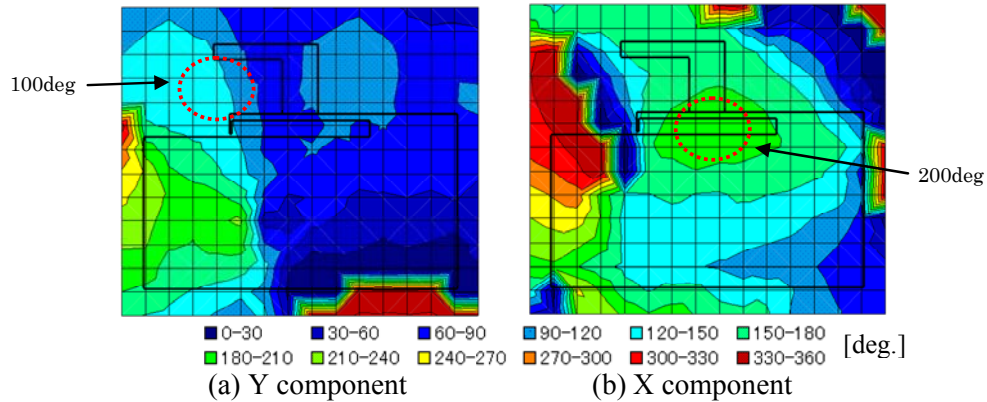 100deg
200deg
0-30 30-60 60-90 90-120 120-150 150-180
180-210 210-240 240-270 270-300 300-330 330-360 [deg.]
(a) Y component (b) X component